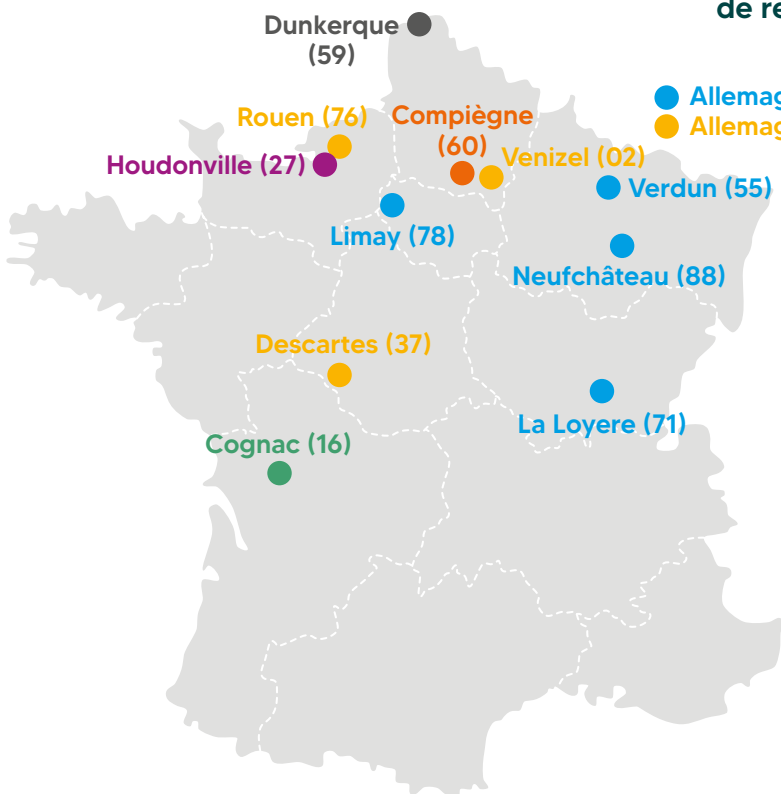 de re
Dunkerque
(59)
Allemag
Allemag
Rouen (76)
Compiègne
(60)
Houdonville (27)
Venizel (02)
Verdun (55)
Limay (78)
Neufchâteau (88)
Descartes (37)
La Loyere (71)
Cognac (16)